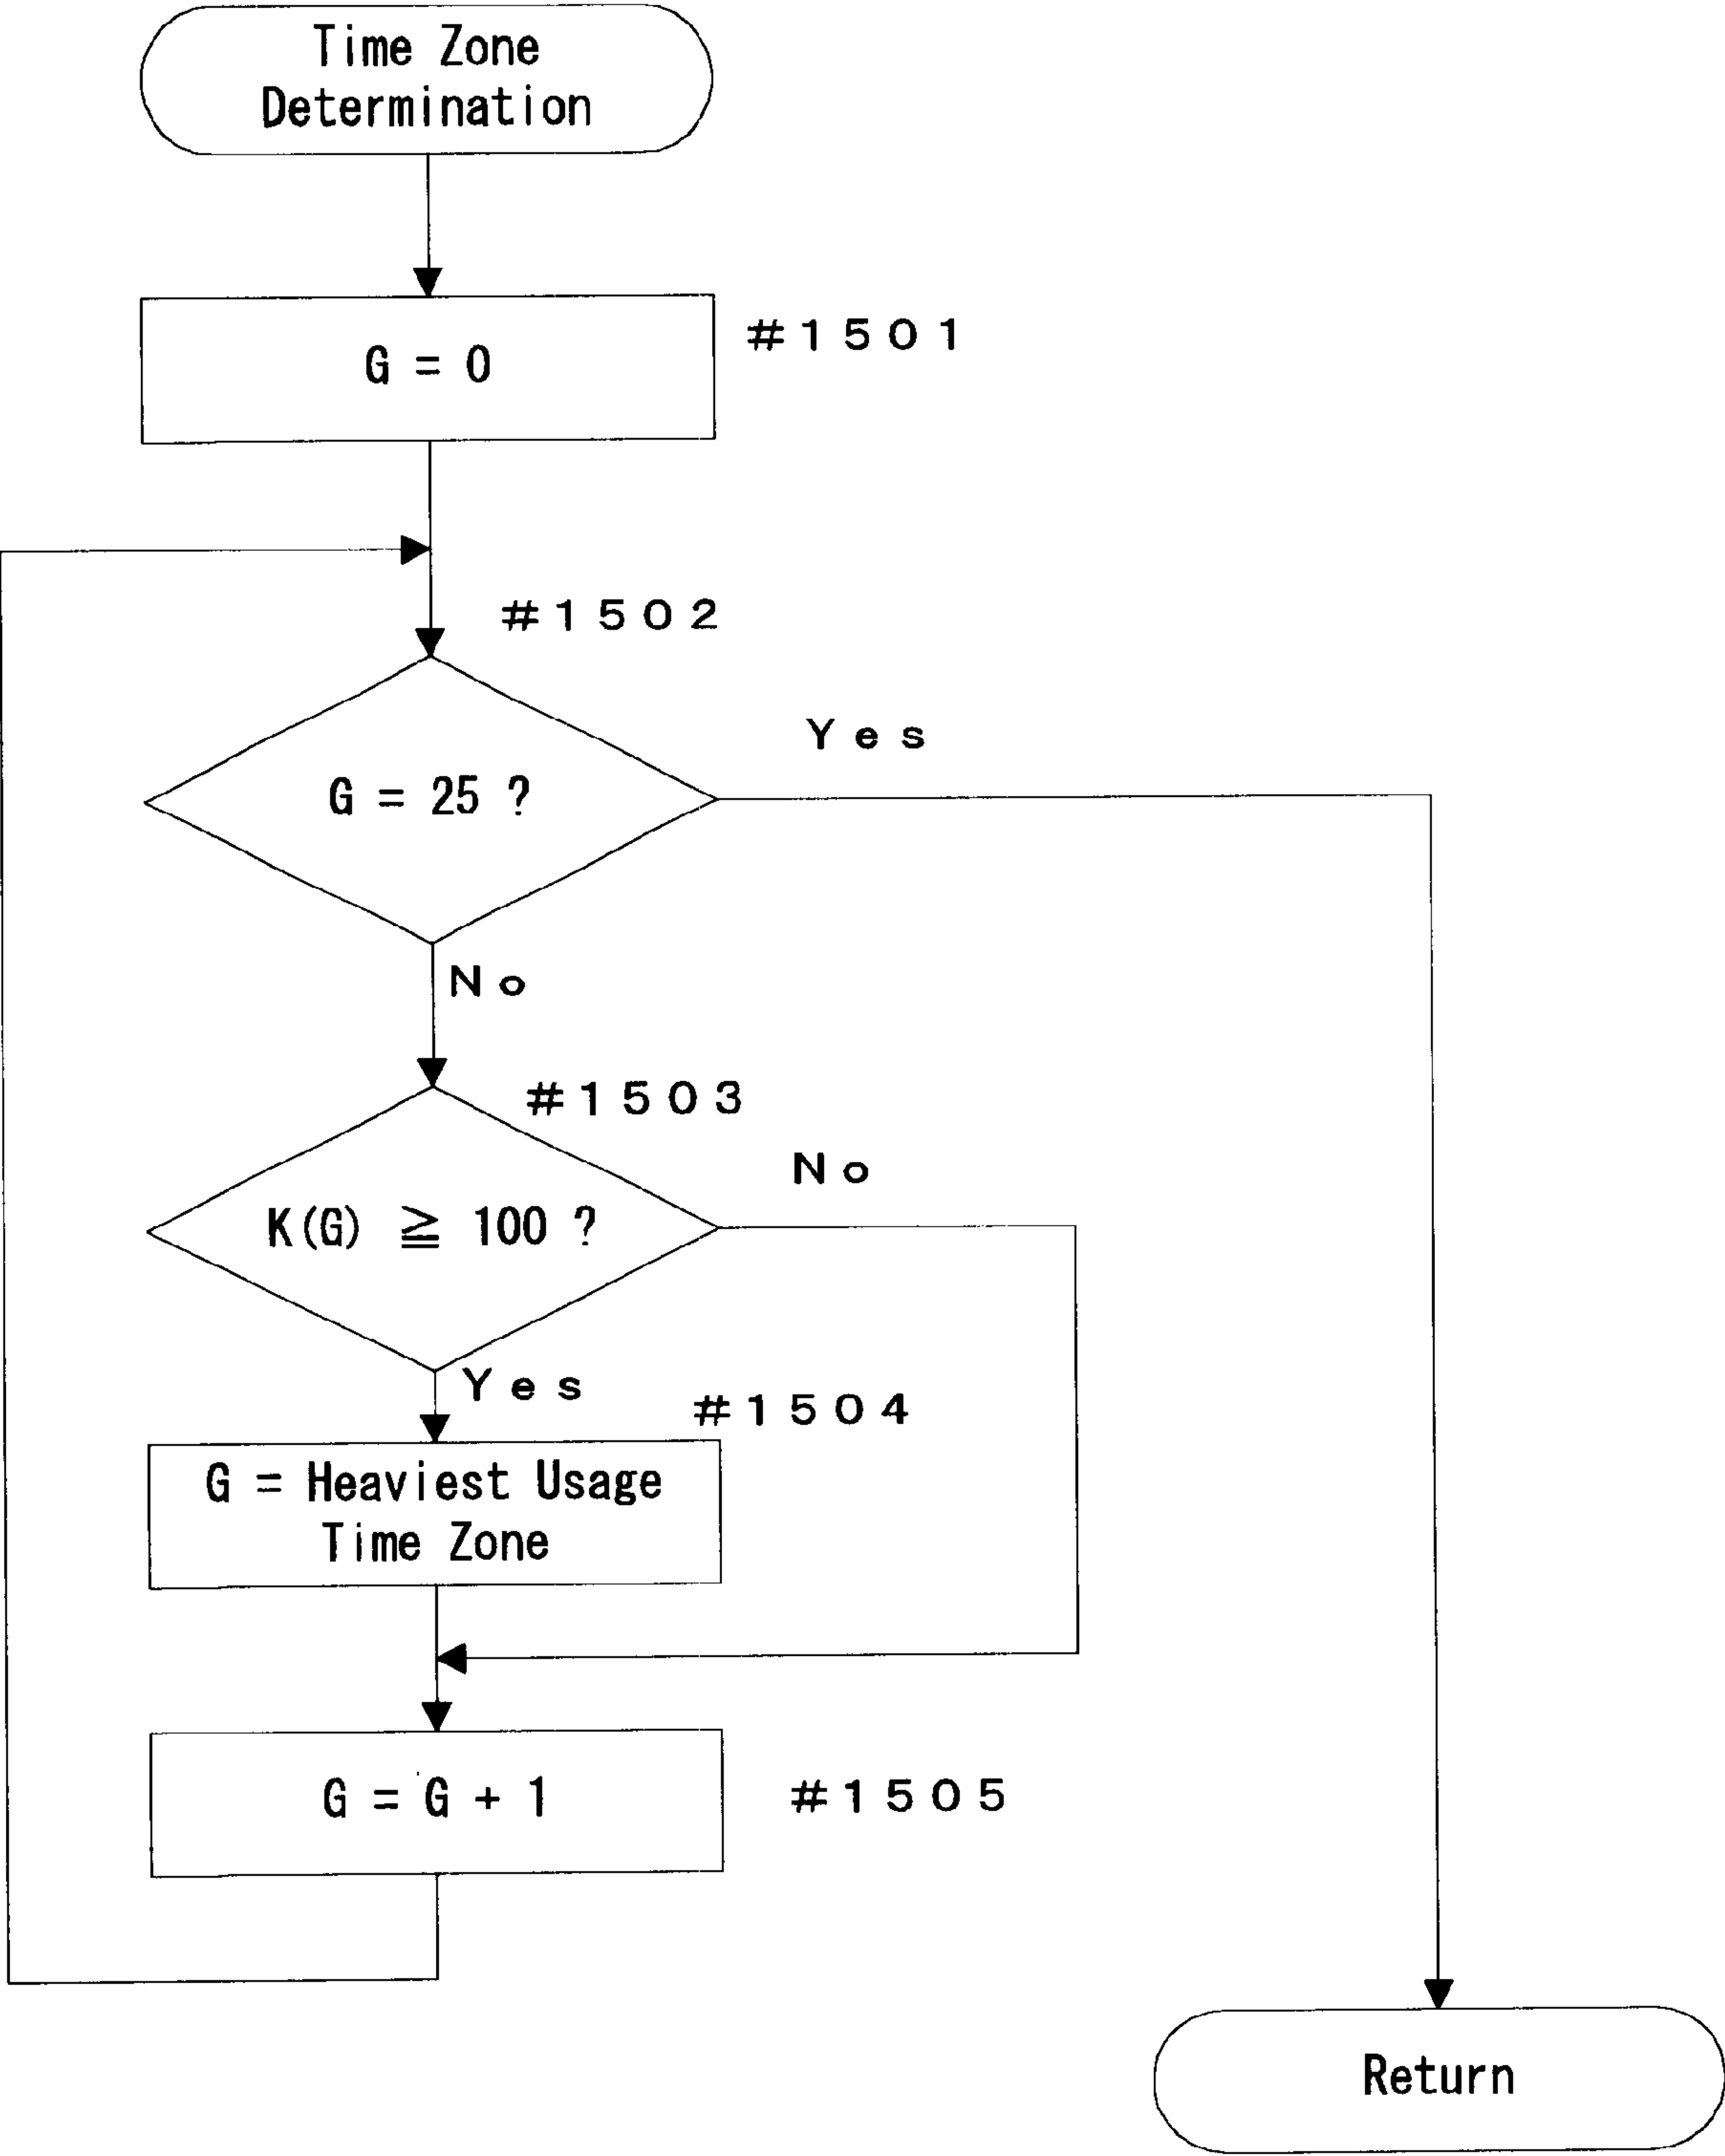 Time Zone
Determination
G = 0
#1501
#1502
G = 25 ?
Yes
No
#1503
K(G) ≧ 100 ?
No
Yes
#1504
G = Heaviest Usage
Time Zone
G = G + 1
#1505
Return